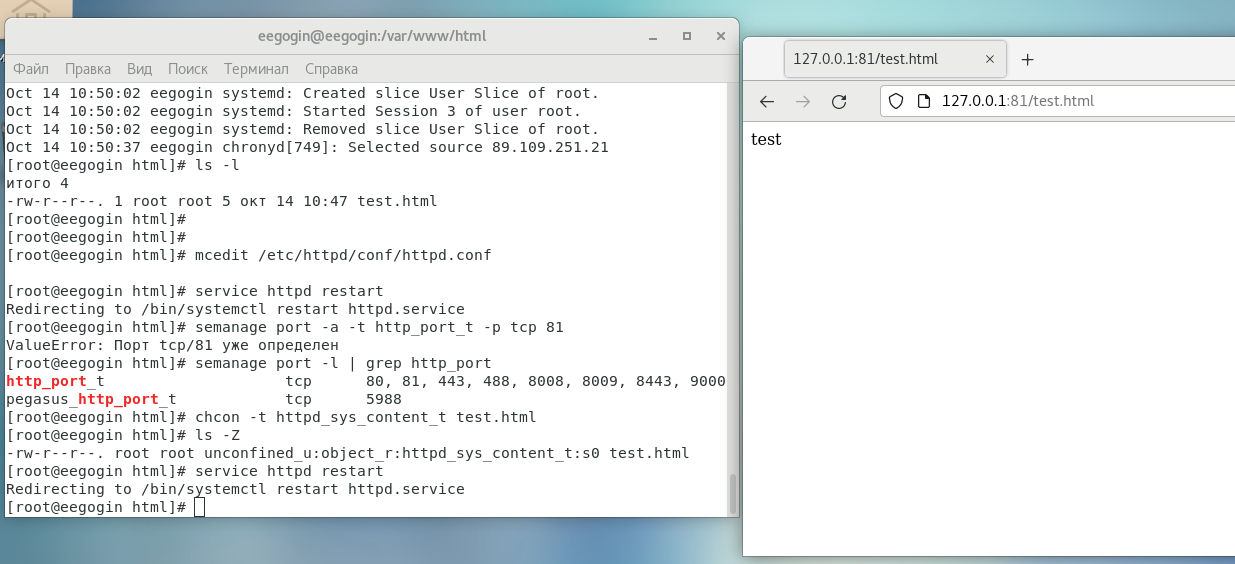 eegogin@eegogin:/var/www/html
Файл Правка Вид Поиск Терминал Справка
Oct 14 10:50:02 eegogin systemd: Created slice User Slice of root.
Oct 14 10:50:02 eegogin systemd: Started Session 3 of user root.
Oct 14 10:50:02 eegogin systemd: Removed slice User Slice of root.
Oct 14 10:50:37 eegogin chronyd[749]: Selected source 89.109.251.21
[root@eegogin html]# ls -l
итого 4
-rw-r--r--. 1 root root 5 окт 14 10:47 test.html
[root@eegogin html]#
[root@eegogin html]#
[root@eegogin html]# mcedit /etc/httpd/conf/httpd.conf
[root@eegogin html]# service httpd restart
Redirecting to /bin/systemctl restart httpd.service
[root@eegogin html]# semanage port -a -t http_port_t -p tcp 81
ValueError: Порт tcp/81 уже определен
[root@eegogin html]# semanage port -l | grep http_port
http_port_t tcp 80, 81, 443, 488, 8008, 8009, 8443, 9000
pegasus_http_port_t tcp 5988
[root@eegogin html]# chcon -t httpd_sys_content_t test.html
[root@eegogin html]# ls -Z
-rw-r--r--. root root unconfined_u:object_r:httpd_sys_content_t:s0 test.html
[root@eegogin html]# service httpd restart
Redirecting to /bin/systemctl restart httpd.service
[root@eegogin html]#
127.0.0.1:81/test.html
127.0.0.1:81/test.html
test